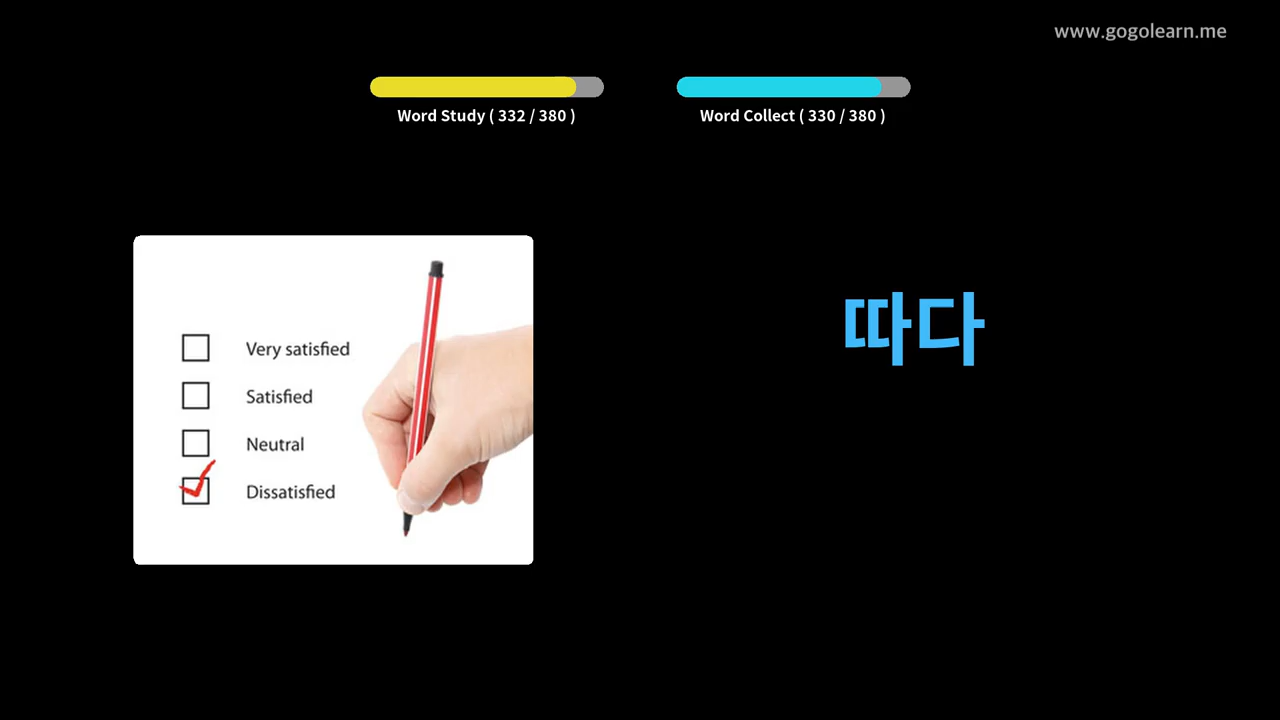 www.gogolearn.me
Word Study ( 332 / 380 )
Word Collect ( 330 / 380 )
Very satisfied
Satisfied
Neutral
Dissatisfied
따다